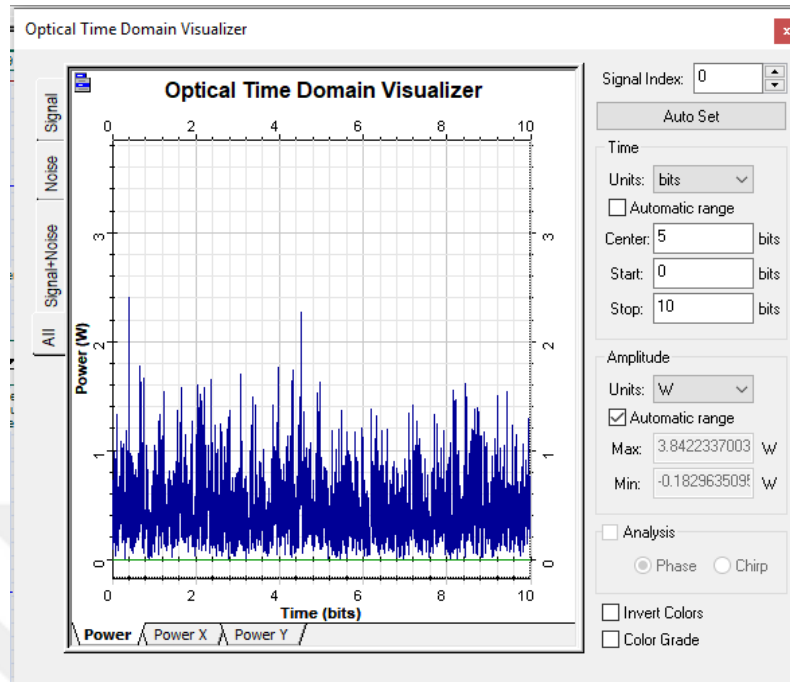 Optical Time Domain Visualizer
x
Signal
Noise
Signal+Noise
All
Optical Time Domain Visualizer
0 2 4 6 8 10
3 3
2 2
1 1
0 0
Power (W)
0 2 4 6 8 10
Time (bits)
Power
Power X
Power Y
Signal Index: 0
Auto Set
Time
Units: bits
Automatic range
Center: 5 bits
Start: 0 bits
Stop: 10 bits
Amplitude
Units: W
Automatic range
Max: 3.8422337003 W
Min: -0.182963509 W
Analysis
Phase
Chirp
Invert Colors
Color Grade